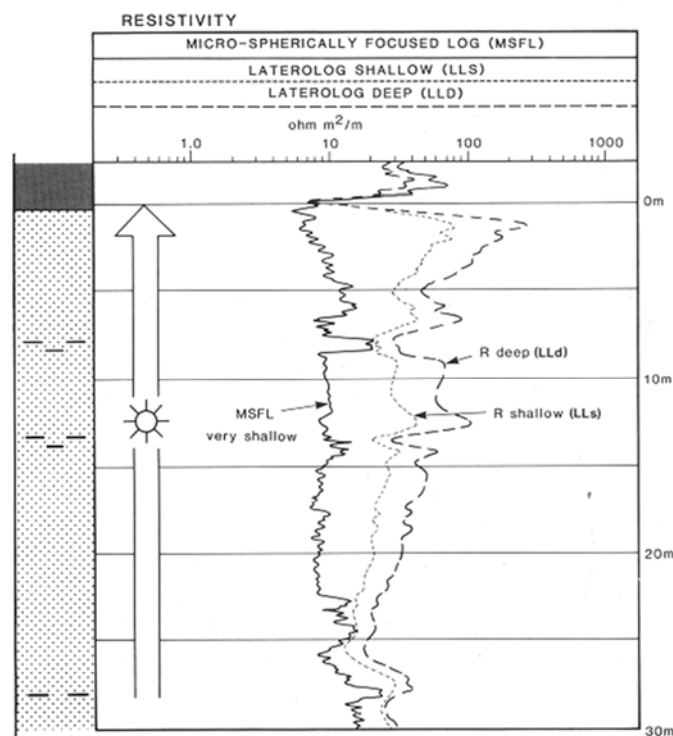 RESISTIVITY
MICRO-SPHERICALLY FOCUSED LOG (MSFL)
LATEROLOG SHALLOW (LLS)
LATEROLOG DEEP (LLD)
ohm m²/m
1.0 10 100 1000
0m
R deep (LLd)
10m
MSFL
very shallow
R shallow (LLs)
20m
30m